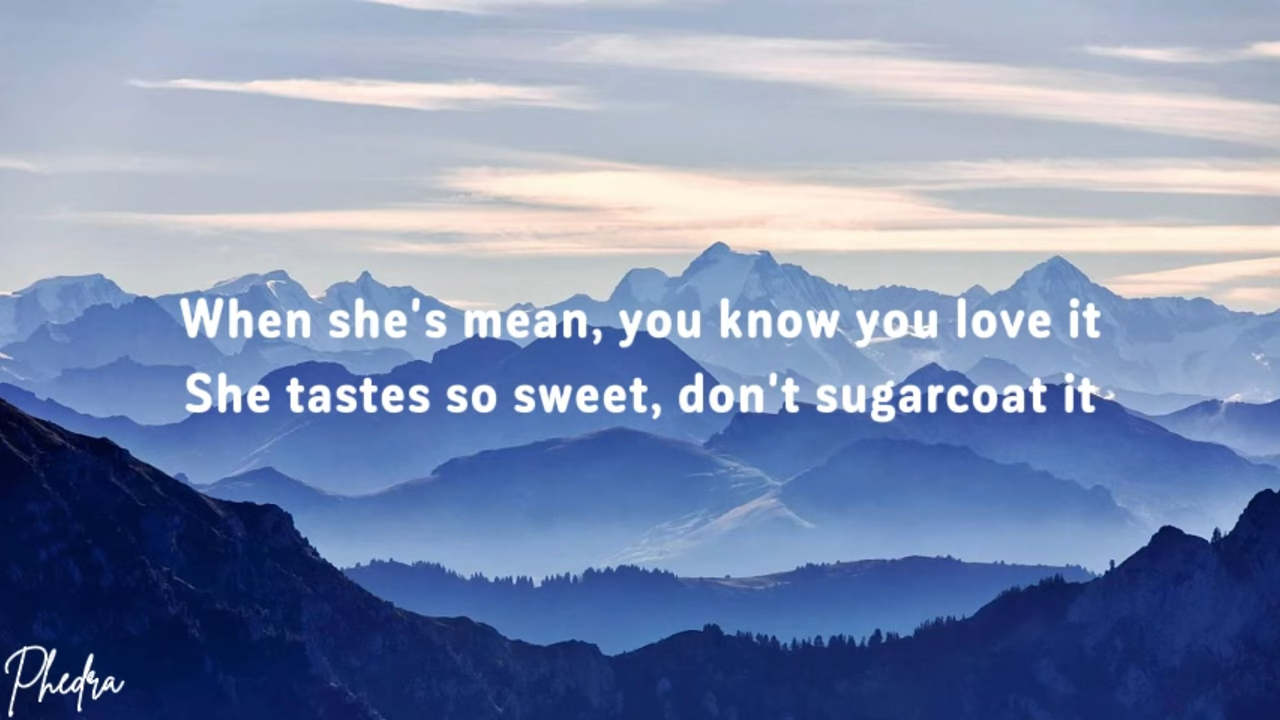 When she's mean, you know you love it
She tastes so sweet, don't sugarcoat it
Phedra